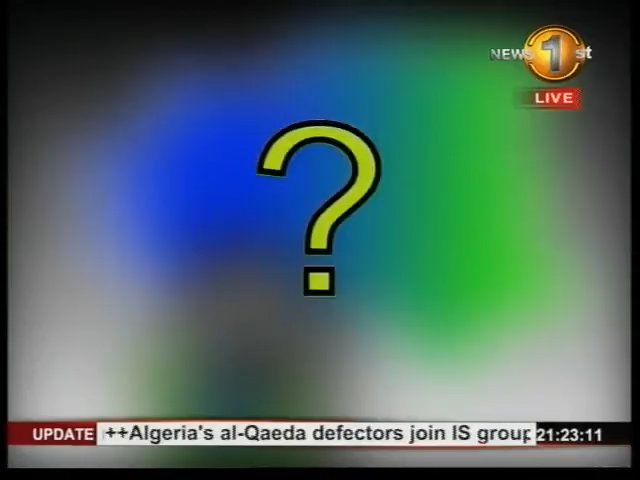 NEWS 1st
LIVE
?
UPDATE ++Algeria's al-Qaeda defectors join IS group 21:23:11